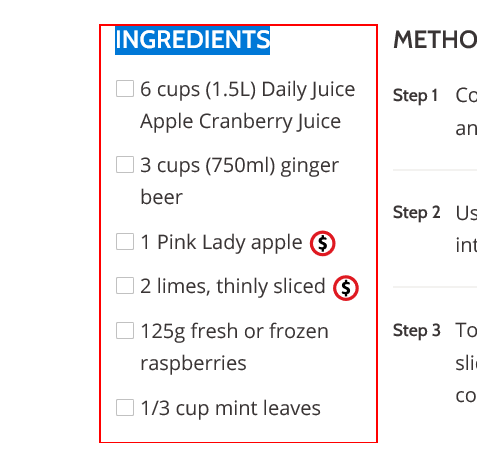 INGREDIENTS
6 cups (1.5L) Daily Juice
Apple Cranberry Juice
3 cups (750ml) ginger
beer
1 Pink Lady apple $
2 limes, thinly sliced $
125g fresh or frozen
raspberries
1/3 cup mint leaves
METHO
Step 1 Co
an
Step 2 Us
int
Step 3 To
sli
co